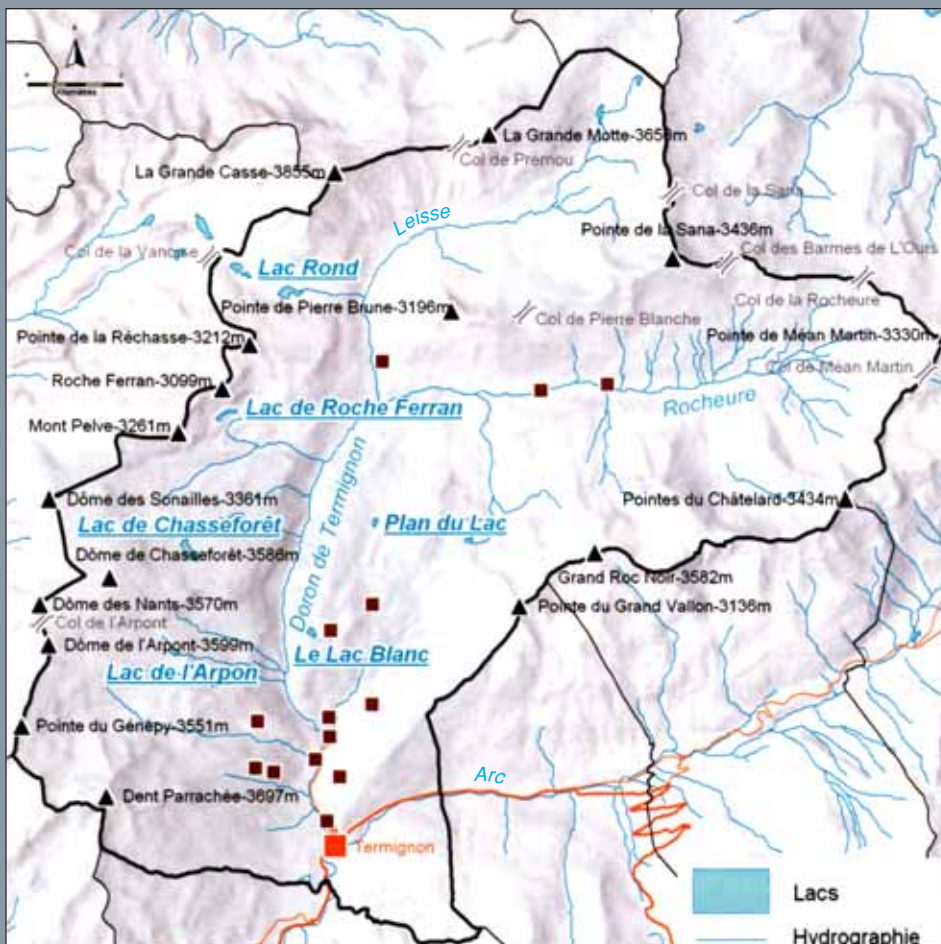 La Grande Motte-3656m
Col de Prémou
La Grande Casse-3855m
Col de la Sana
Leisse
Pointe de la Sana-3436m
Col de la Vanoise
Col des Barmes de L'Ours
Lac Rond
Col de la Rocheure
Pointe de Pierre Brune-3196m
Col de Pierre Blanche
Pointe de la Réchasse-3212m
Pointe de Méan Martin-3330m
Col de Méan Martin
Roche Ferran-3099m
Rocheure
Lac de Roche Ferran
Mont Pelve-3261m
Doron de Termignon
Dôme des Sonailles-3361m
Pointes du Châtelard-3434m
Lac de Chasseforêt
Plan du Lac
Dôme de Chasseforêt-3586m
Grand Roc Noir-3582m
Dôme des Nants-3570m
Pointe du Grand Vallon-3136m
Col de l'Arpont
Dôme de l'Arpont-3599m
Le Lac Blanc
Lac de l'Arpon
Pointe du Génépy-3551m
Arc
Dent Parrachée-3697m
Termignon
Lacs
Hydrographie